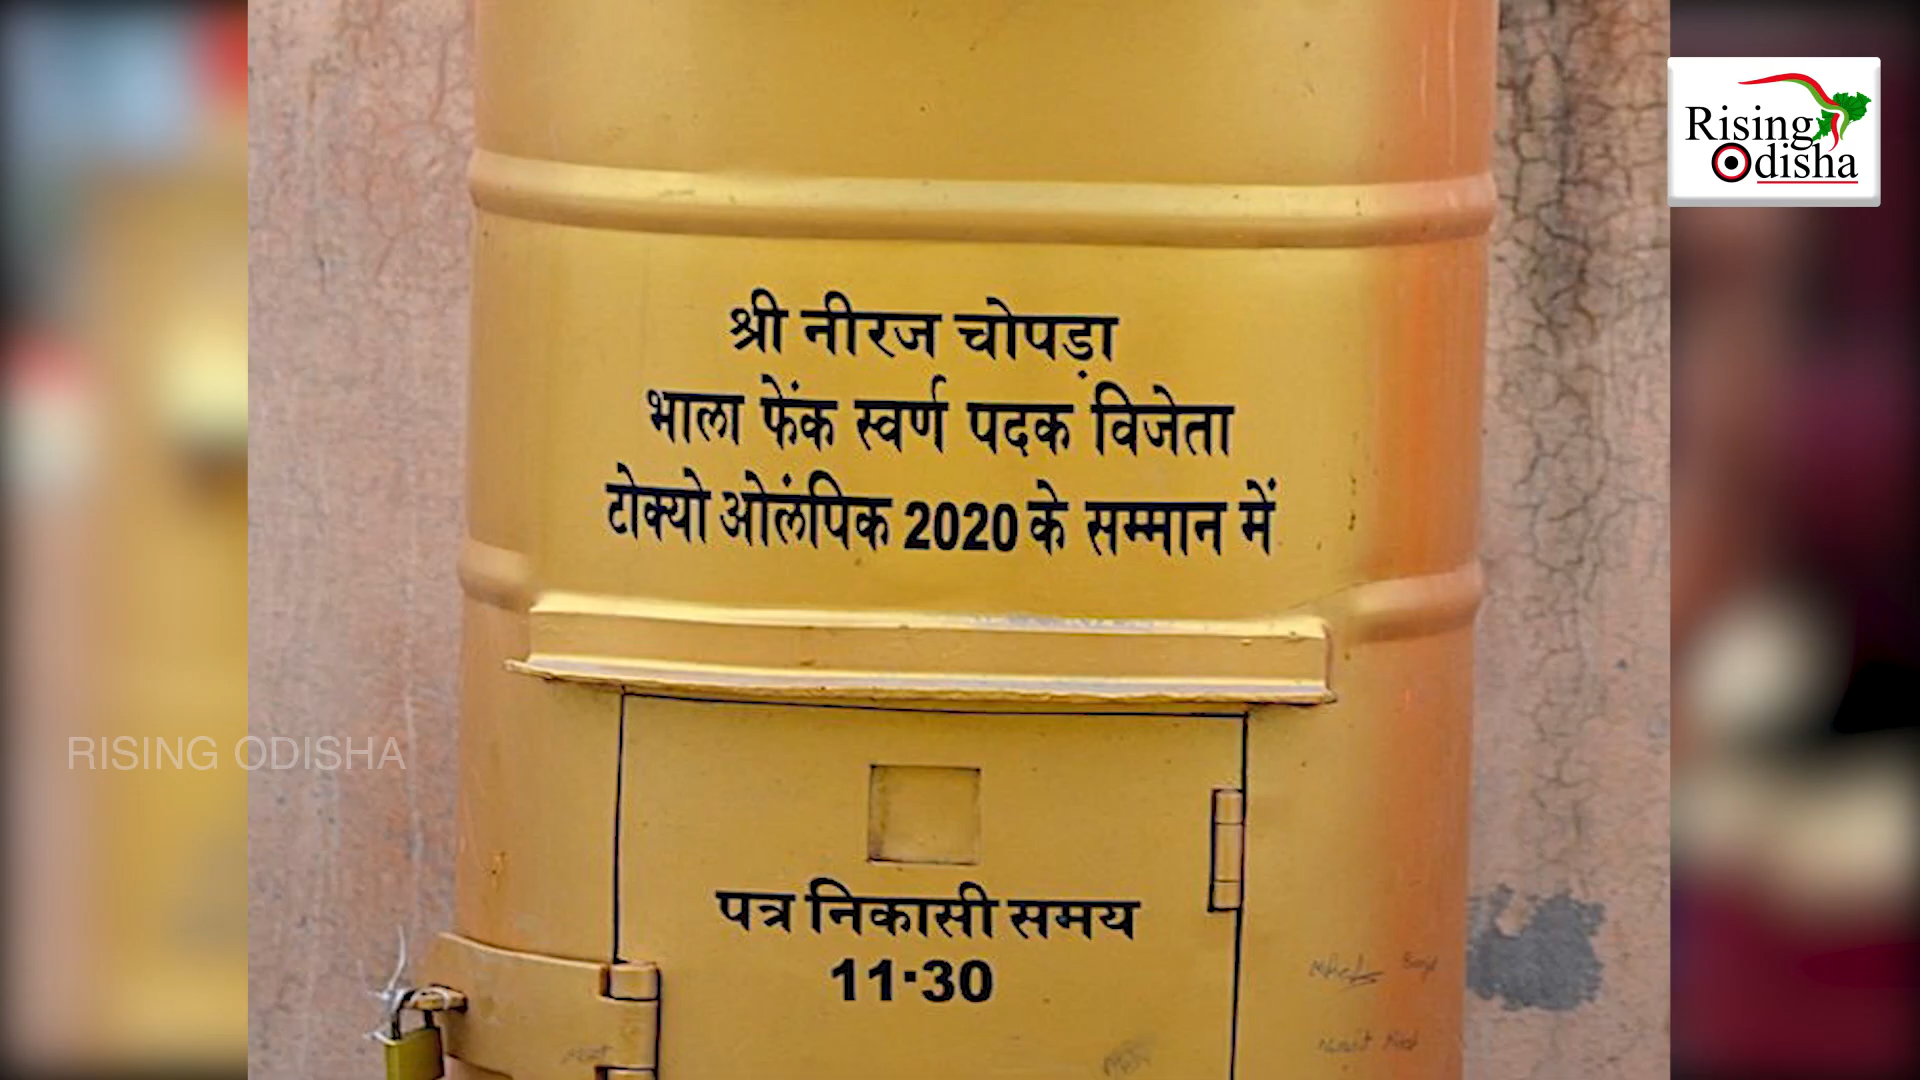 Rising
Odisha
श्री नीरज चोपड़ा
भाला फेंक स्वर्ण पदक विजेता
टोक्यो ओलंपिक 2020 के सम्मान में
RISING ODISHA
पत्र निकासी समय
11·30